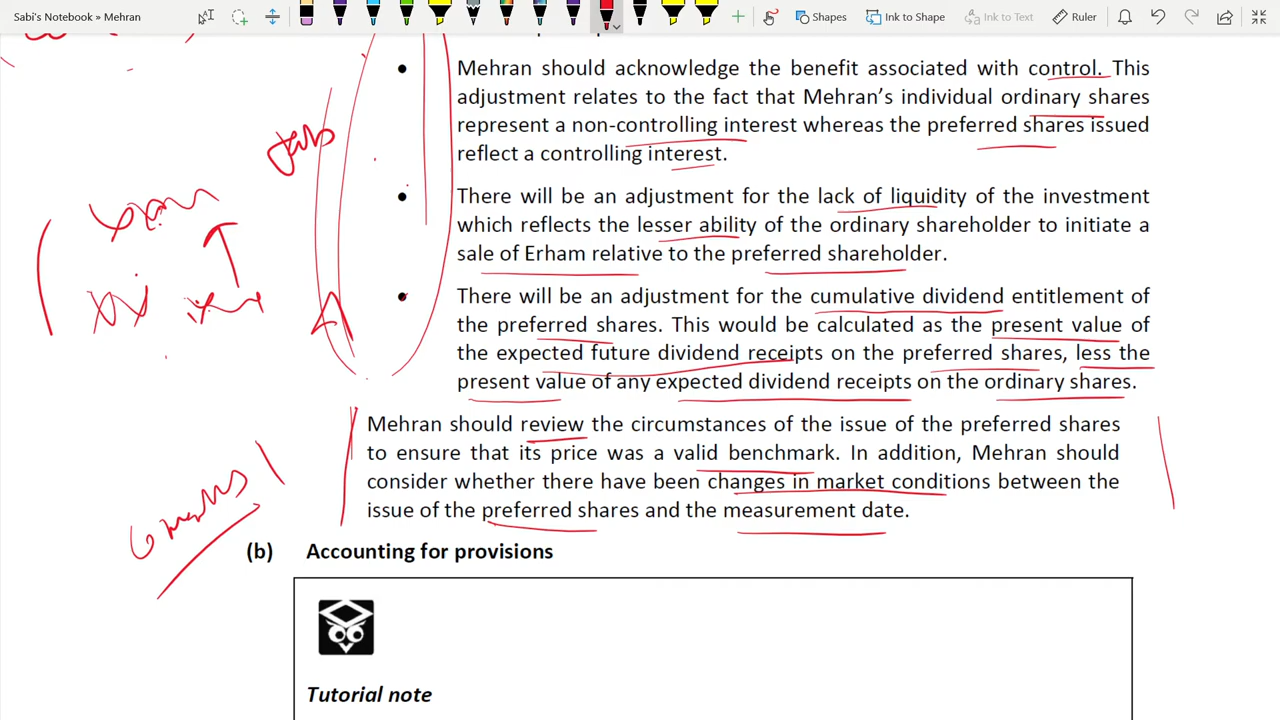 Sabi's Notebook » Mehran
Shapes
Ink to Shape
Ink to Text
Ruler
• Mehran should acknowledge the benefit associated with control. This
adjustment relates to the fact that Mehran's individual ordinary shares
represent a non-controlling interest whereas the preferred shares issued
reflect a controlling interest.
• There will be an adjustment for the lack of liquidity of the investment
which reflects the lesser ability of the ordinary shareholder to initiate a
sale of Erham relative to the preferred shareholder.
• There will be an adjustment for the cumulative dividend entitlement of
the preferred shares. This would be calculated as the present value of
the expected future dividend receipts on the preferred shares, less the
present value of any expected dividend receipts on the ordinary shares.
Mehran should review the circumstances of the issue of the preferred shares
to ensure that its price was a valid benchmark. In addition, Mehran should
consider whether there have been changes in market conditions between the
issue of the preferred shares and the measurement date.
6 months
(b) Accounting for provisions
Tutorial note